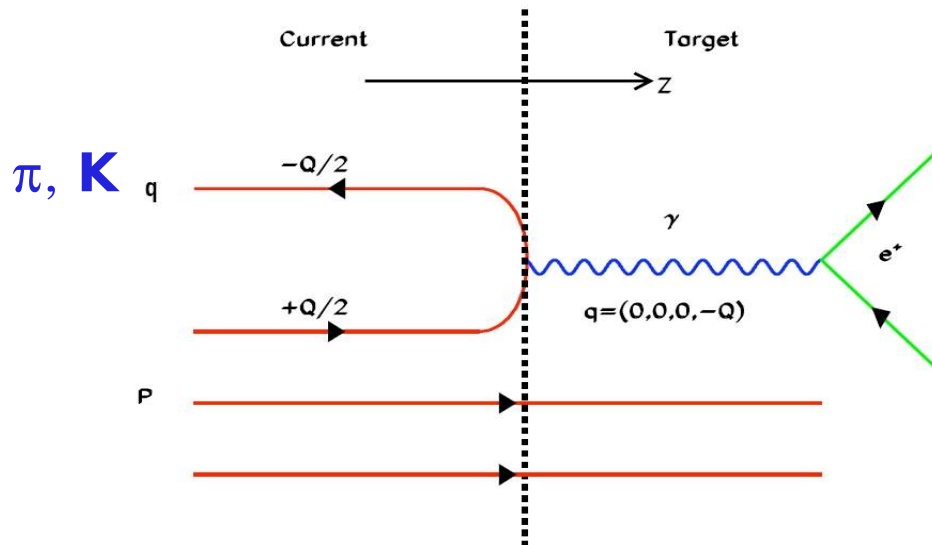 Current
Target
Z
π, K
q
-Q/2
γ
e⁺
+Q/2
q=(0,0,0,-Q)
P